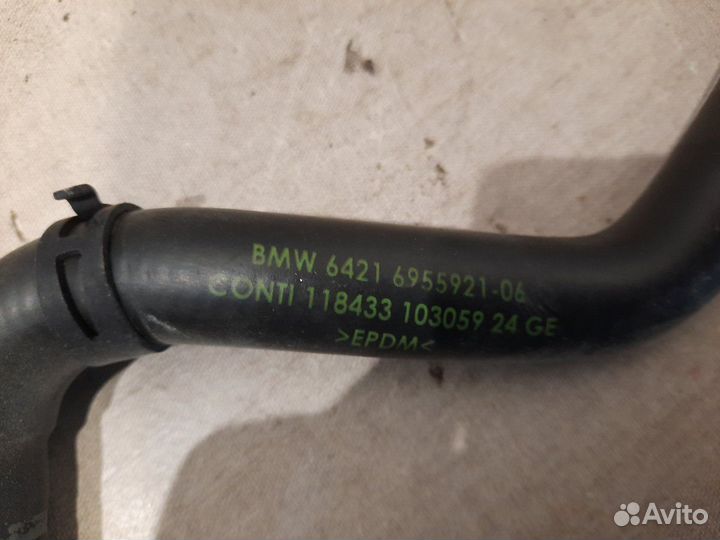 BMW 6421 6955921-06
CONTI 118433 103059 24 GE
>EPDM<
Avito